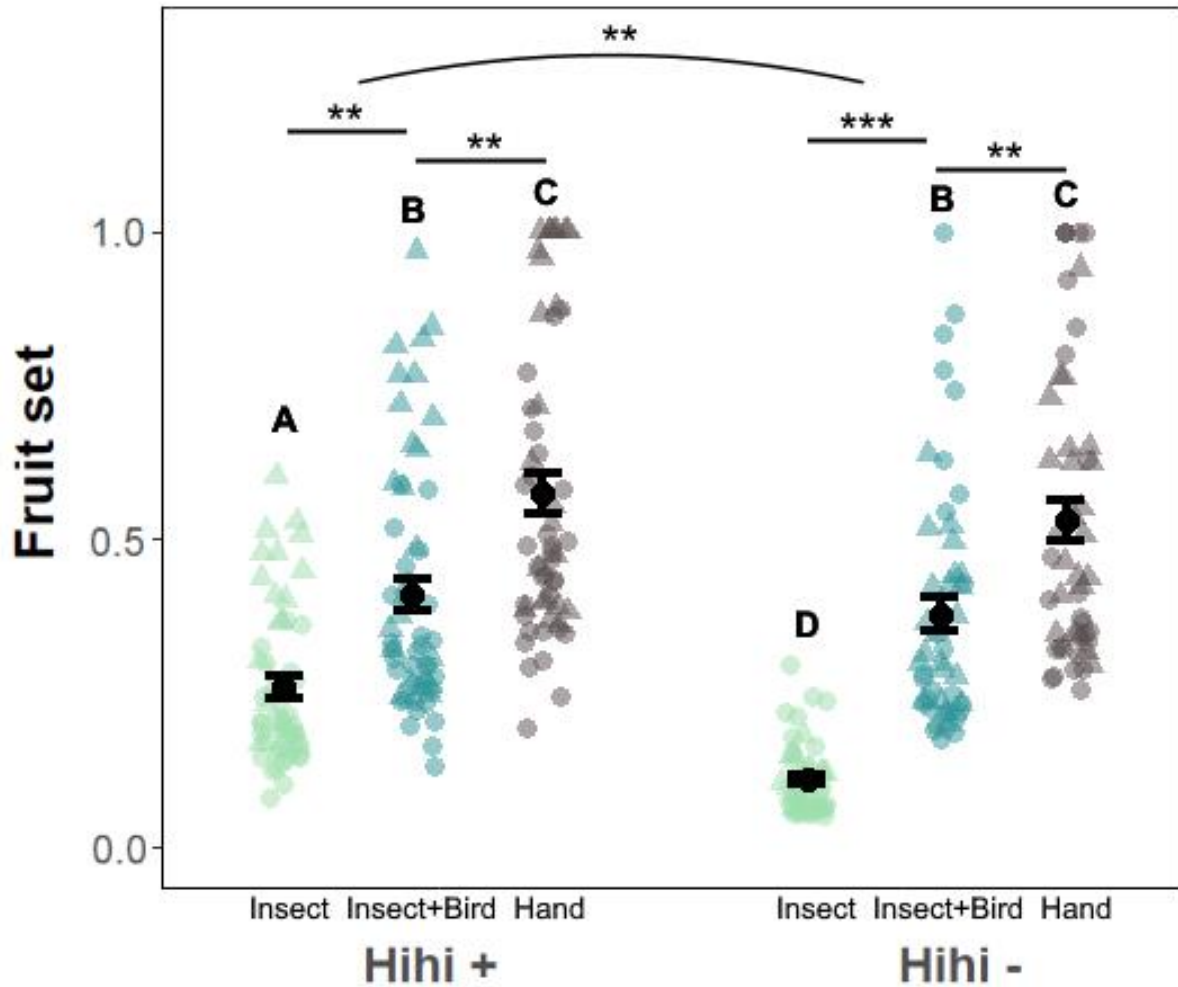 **
**
***
**
**
C
B
B
C
1.0
A
Fruit set
0.5
D
0.0
Insect Insect+Bird Hand
Insect Insect+Bird Hand
Hihi +
Hihi -